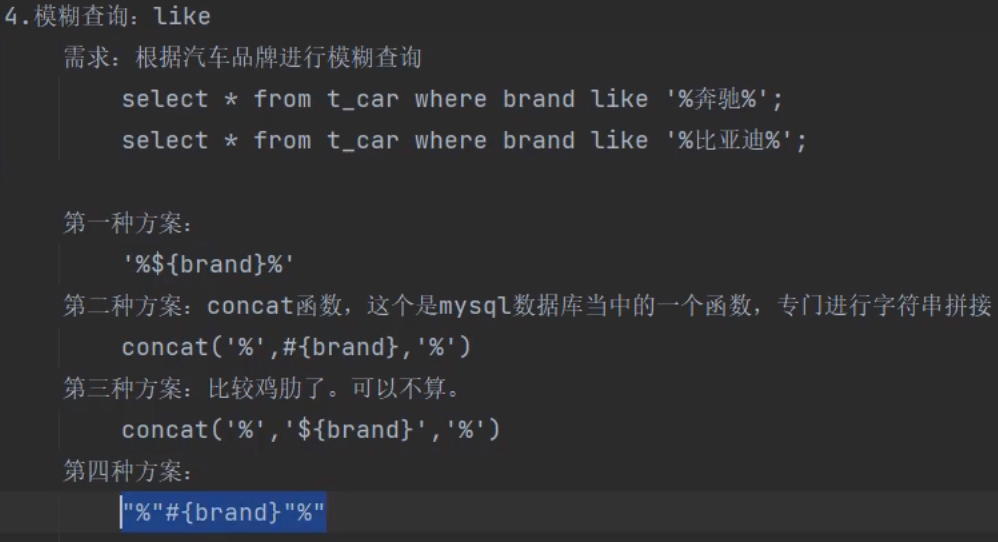 4.模糊查询：like
需求：根据汽车品牌进行模糊查询
select * from t_car where brand like '%奔驰%';
select * from t_car where brand like '%比亚迪%';
第一种方案：
'%${brand}%'
第二种方案：concat函数，这个是mysql数据库当中的一个函数，专门进行字符串拼接
concat('%',#{brand},'%')
第三种方案：比较鸡肋了。可以不算。
concat('%','${brand}','%')
第四种方案：
"%"#{brand}"%"